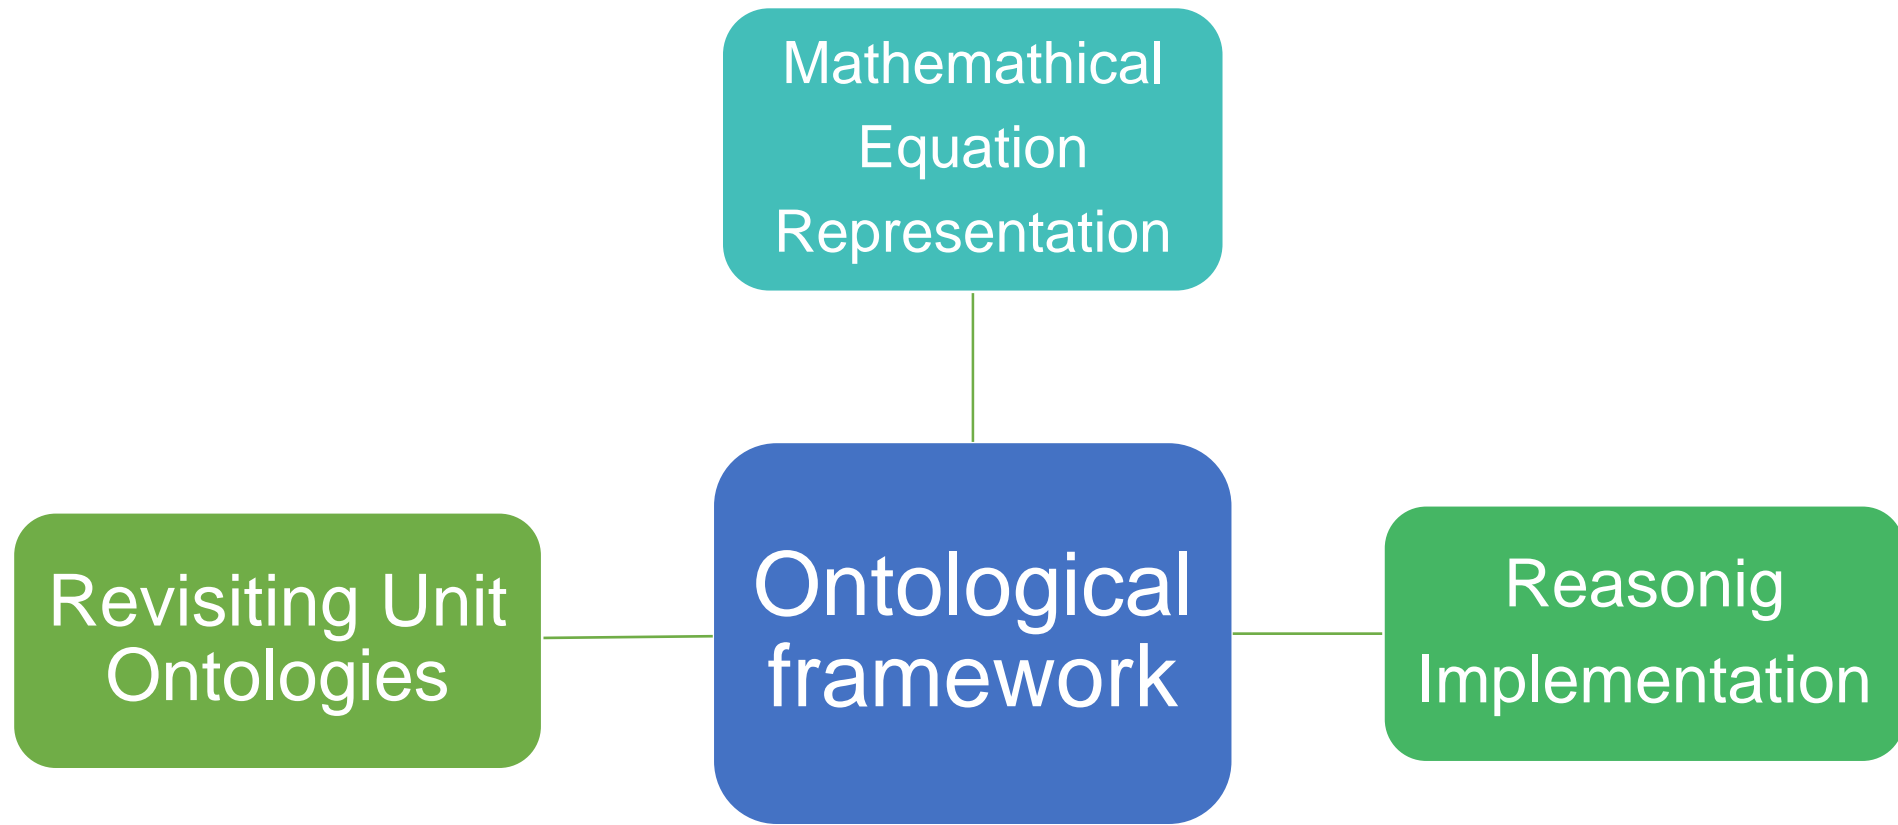 Mathemathical
Equation
Representation
Revisiting Unit
Ontologies
Ontological
framework
Reasonig
Implementation